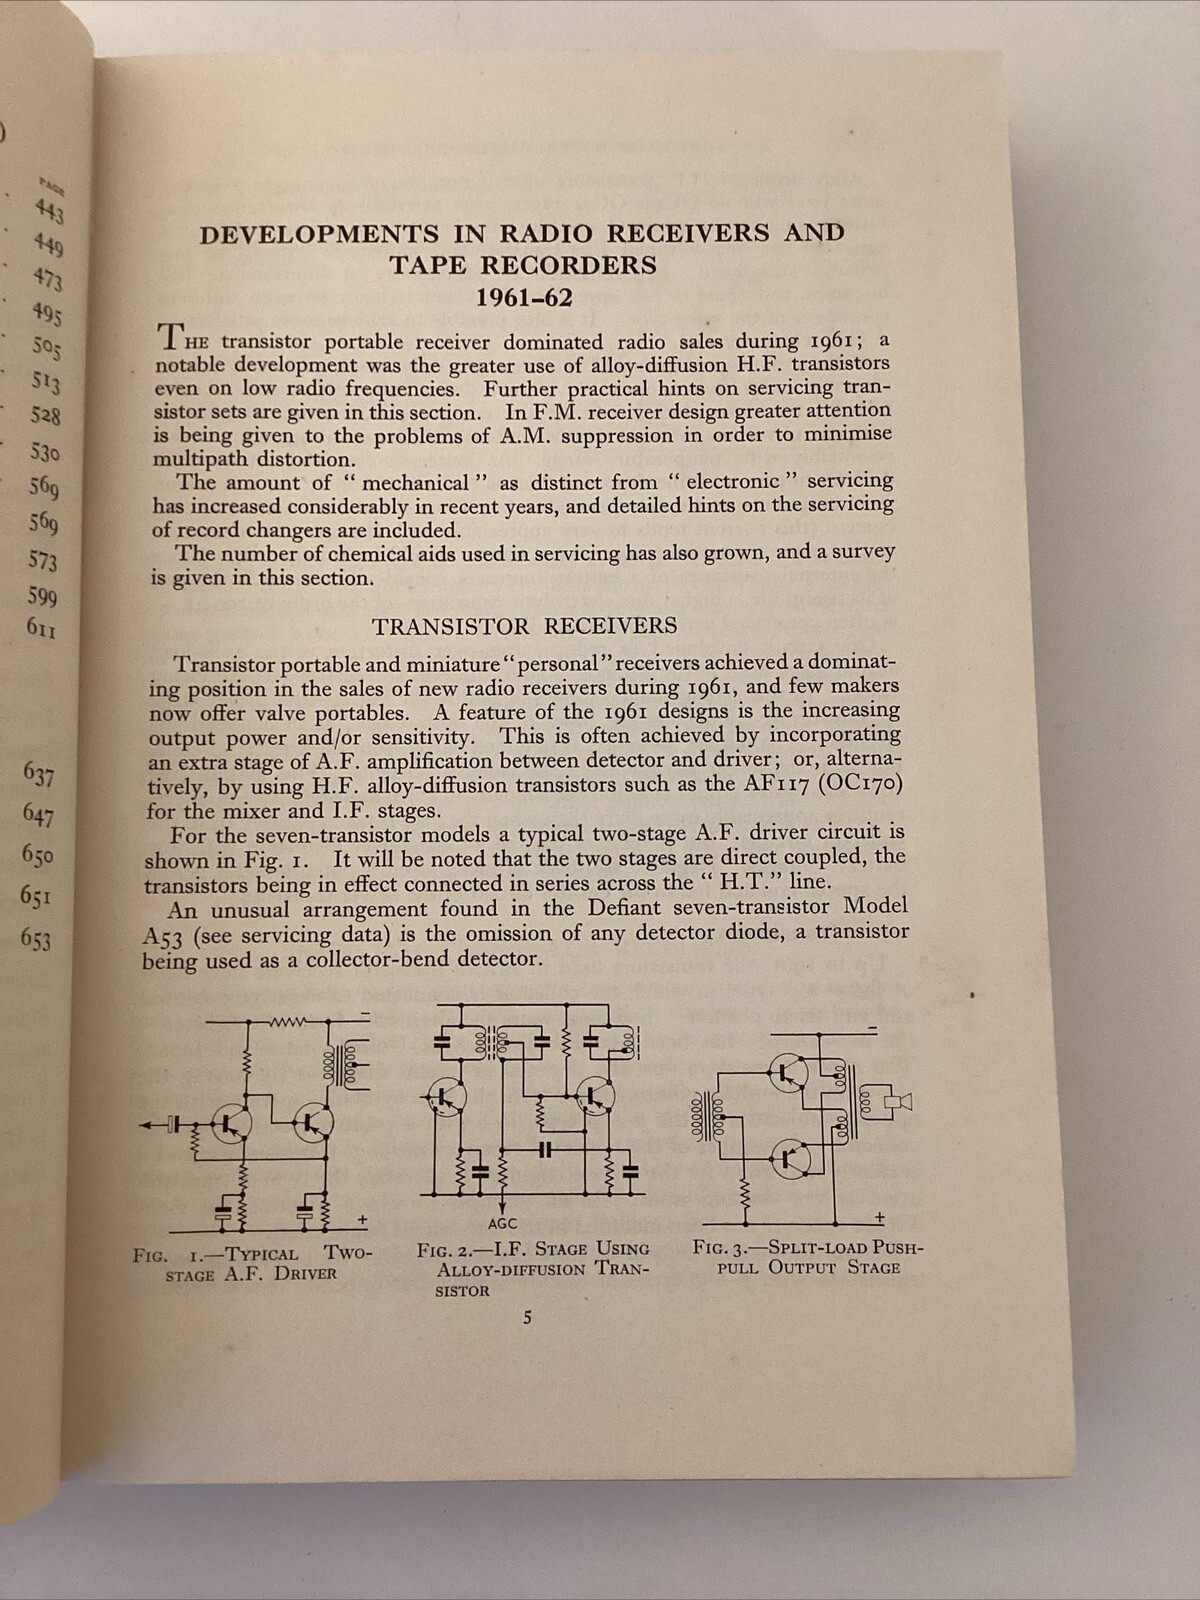 )
PAGE
443
449
473
495
505
513
528
530
569
569
573
599
611
637
647
650
651
653
DEVELOPMENTS IN RADIO RECEIVERS AND
TAPE RECORDERS
1961–62
THE transistor portable receiver dominated radio sales during 1961; a
notable development was the greater use of alloy-diffusion H.F. transistors
even on low radio frequencies. Further practical hints on servicing tran-
sistor sets are given in this section. In F.M. receiver design greater attention
is being given to the problems of A.M. suppression in order to minimise
multipath distortion.
The amount of “ mechanical ” as distinct from “ electronic ” servicing
has increased considerably in recent years, and detailed hints on the servicing
of record changers are included.
The number of chemical aids used in servicing has also grown, and a survey
is given in this section.
TRANSISTOR RECEIVERS
Transistor portable and miniature “personal” receivers achieved a dominat-
ing position in the sales of new radio receivers during 1961, and few makers
now offer valve portables. A feature of the 1961 designs is the increasing
output power and/or sensitivity. This is often achieved by incorporating
an extra stage of A.F. amplification between detector and driver; or, alterna-
tively, by using H.F. alloy-diffusion transistors such as the AF117 (OC170)
for the mixer and I.F. stages.
For the seven-transistor models a typical two-stage A.F. driver circuit is
shown in Fig. 1. It will be noted that the two stages are direct coupled, the
transistors being in effect connected in series across the “ H.T.” line.
An unusual arrangement found in the Defiant seven-transistor Model
A53 (see servicing data) is the omission of any detector diode, a transistor
being used as a collector-bend detector.
–
+
FIG. 1.—TYPICAL TWO-
STAGE A.F. DRIVER
AGC
FIG. 2.—I.F. STAGE USING
ALLOY-DIFFUSION TRAN-
SISTOR
–
+
FIG. 3.—SPLIT-LOAD PUSH-
PULL OUTPUT STAGE
5